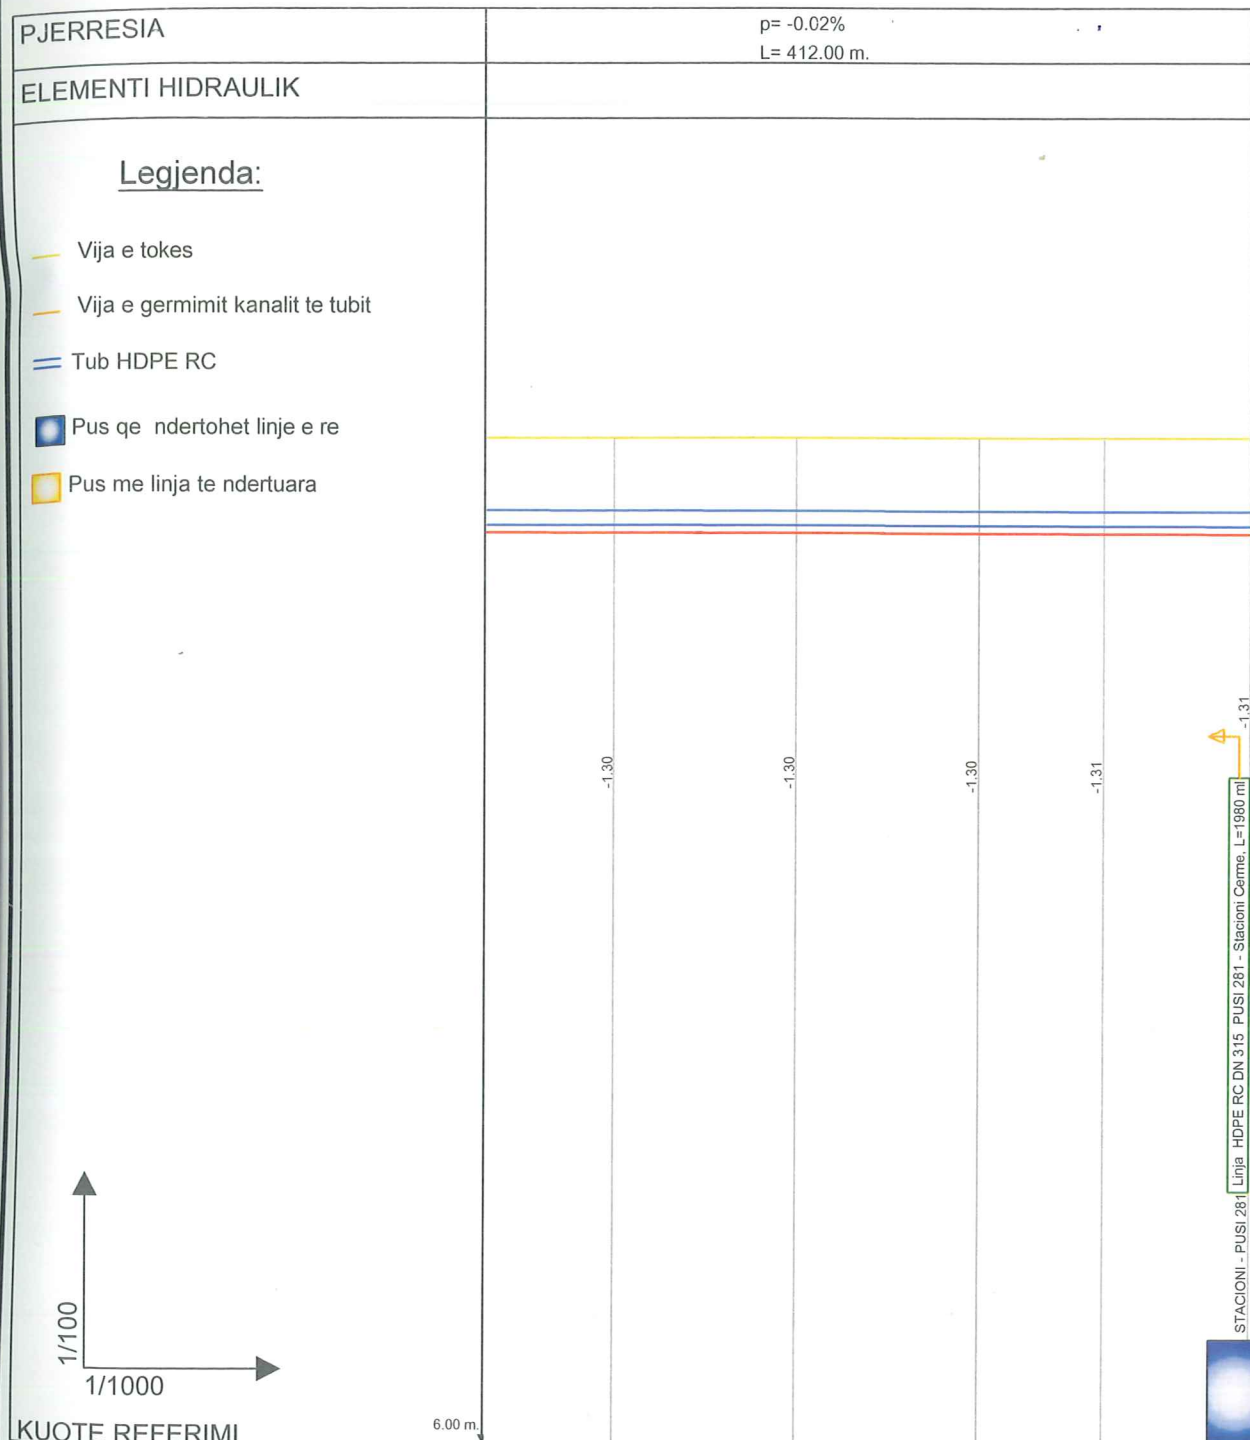 PJERRESIA
p= -0.02%
L= 412.00 m.
ELEMENTI HIDRAULIK
Legjenda:
Vija e tokes
Vija e germimit kanalit te tubit
Tub HDPE RC
Pus qe ndertohet linje e re
Pus me linja te ndertuara
-1.30
-1.30
-1.30
-1.31
-1.31
Linja HDPE RC DN 315 PUSI 281 - Stacioni Cerme, L=1980 ml
STACIONI - PUSI 281
1/100
1/1000
KUOTE REFERIMI
6.00 m.